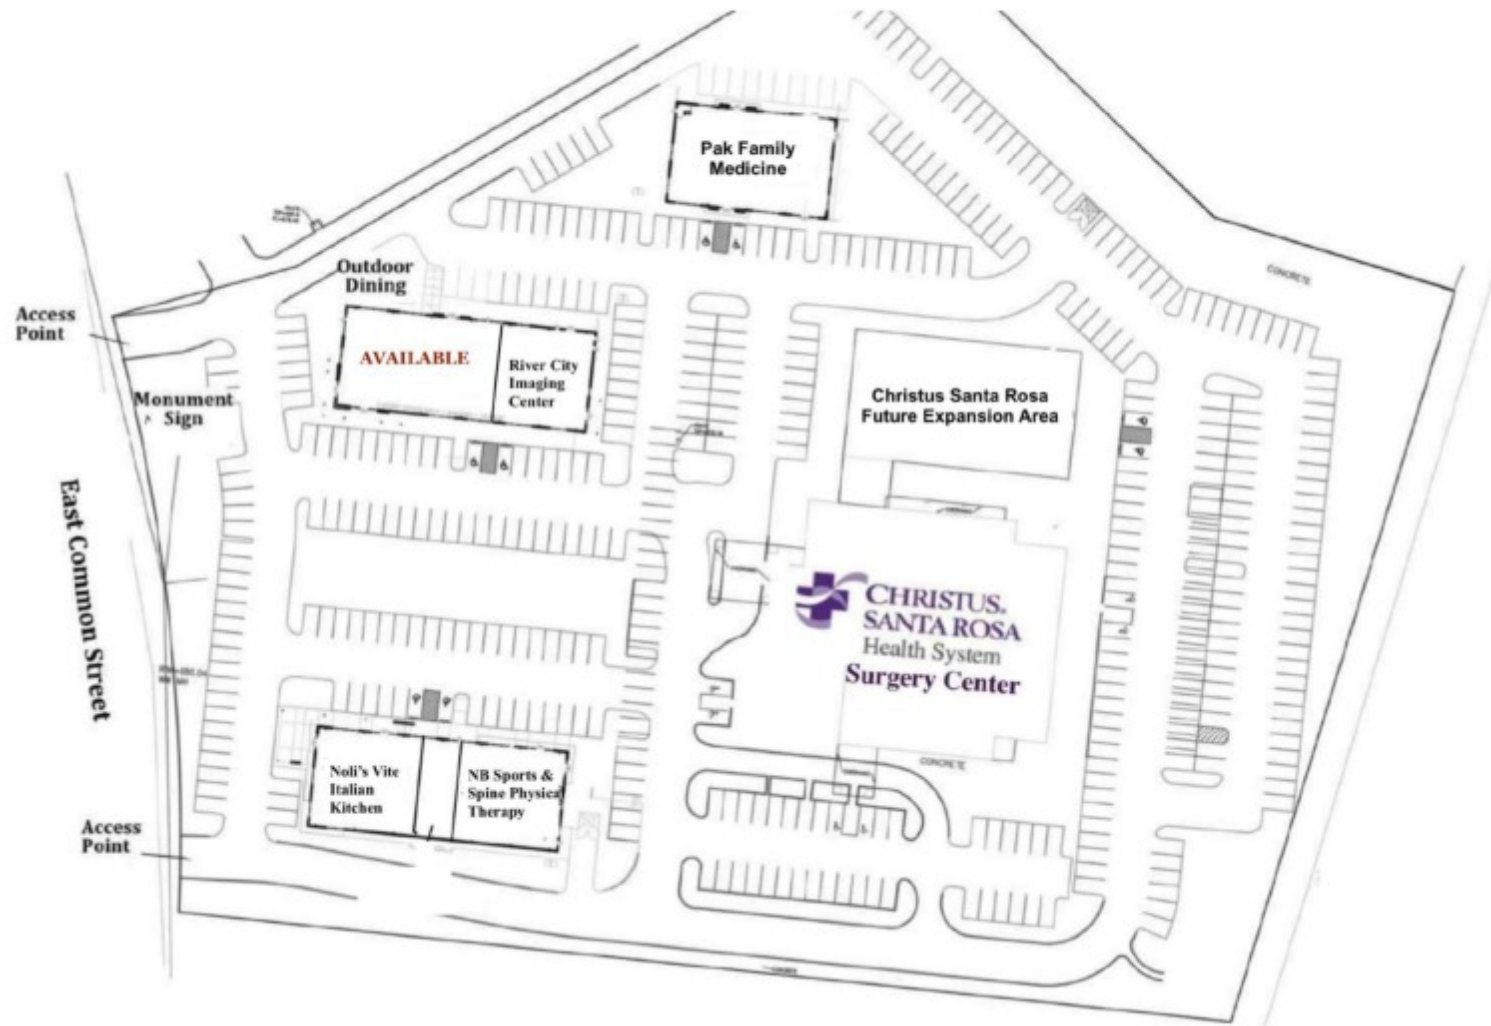 Pak Family
Medicine
CONCRETE
Outdoor
Dining
Access
Point
AVAILABLE
River City
Imaging
Center
Monument
Sign
Christus Santa Rosa
Future Expansion Area
East Common Street
CHRISTUS.
SANTA ROSA
Health System
Surgery Center
Noli's Vite
Italian
Kitchen
NB Sports &
Spine Physical
Therapy
CONCRETE
Access
Point